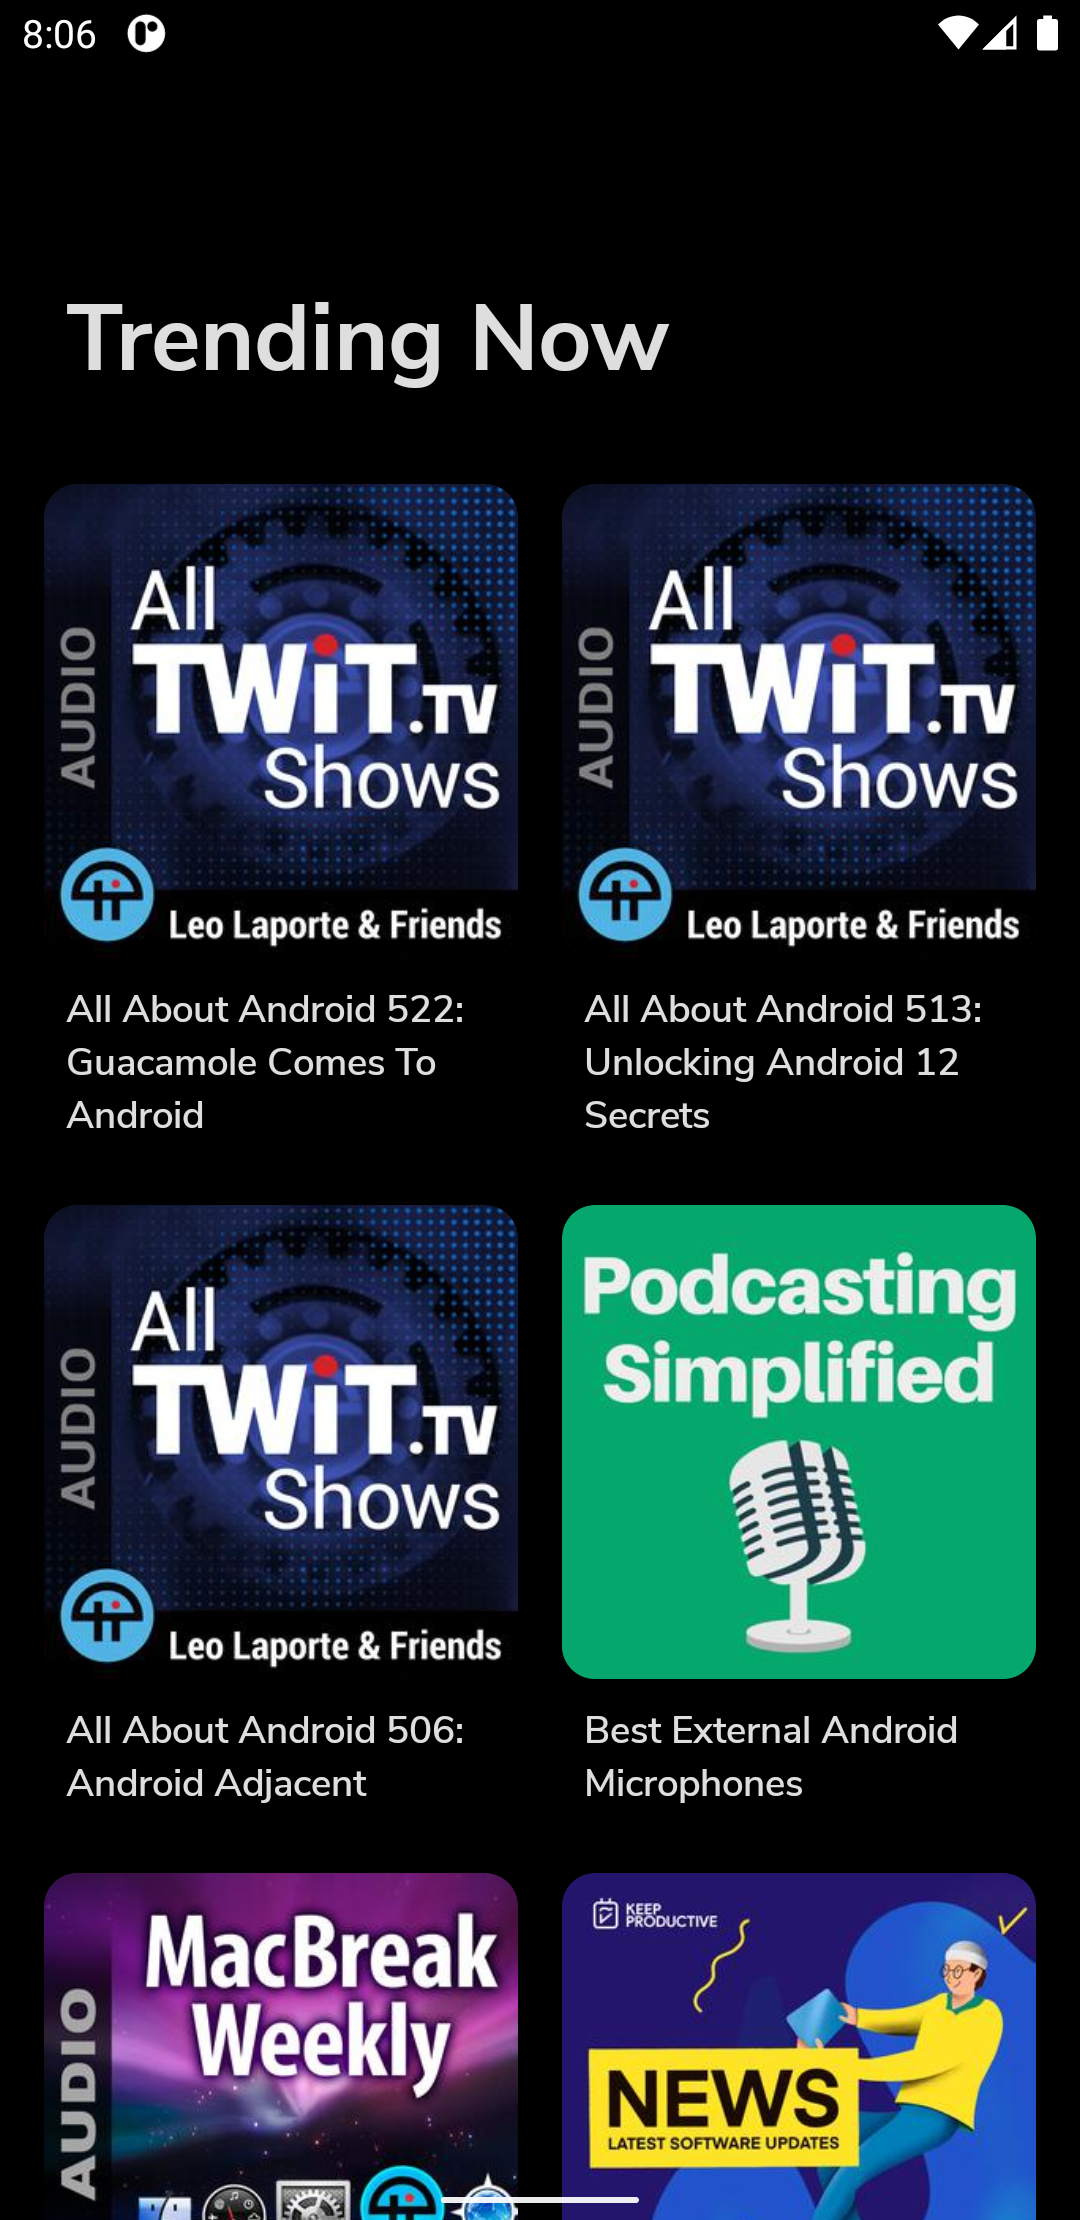 8:06
Trending Now
AUDIO
All
TWiT.TV
Shows
Leo Laporte & Friends
All About Android 522:
Guacamole Comes To
Android
AUDIO
All
TWiT.TV
Shows
Leo Laporte & Friends
All About Android 513:
Unlocking Android 12
Secrets
AUDIO
All
TWiT.TV
Shows
Leo Laporte & Friends
All About Android 506:
Android Adjacent
Podcasting
Simplified
Best External Android
Microphones
AUDIO
MacBreak
Weekly
KEEP
PRODUCTIVE
NEWS
LATEST SOFTWARE UPDATES